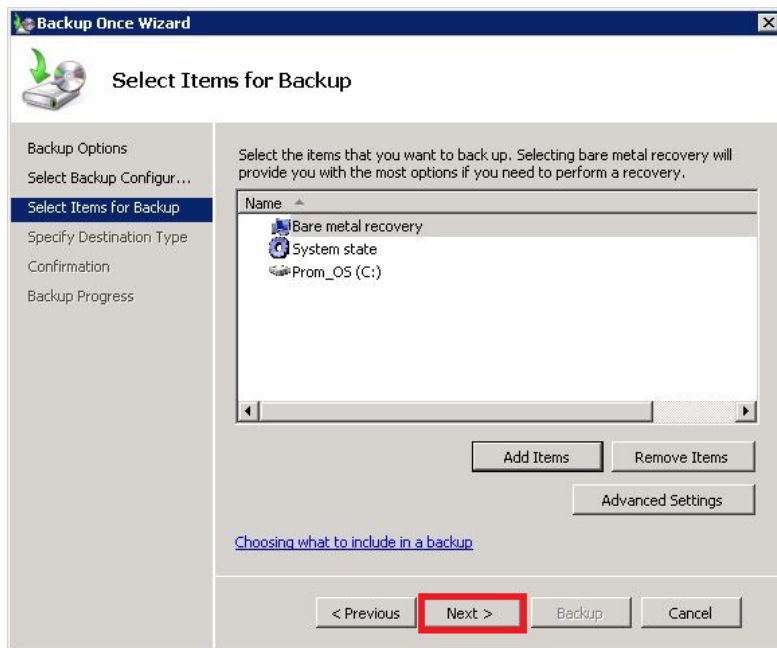 Backup Once Wizard
Select Items for Backup
Backup Options
Select Backup Configur...
Select Items for Backup
Specify Destination Type
Confirmation
Backup Progress
Select the items that you want to back up. Selecting bare metal recovery will
provide you with the most options if you need to perform a recovery.
Name
Bare metal recovery
System state
Prom_OS (C:)
Add Items
Remove Items
Advanced Settings
Choosing what to include in a backup
< Previous
Next >
Backup
Cancel